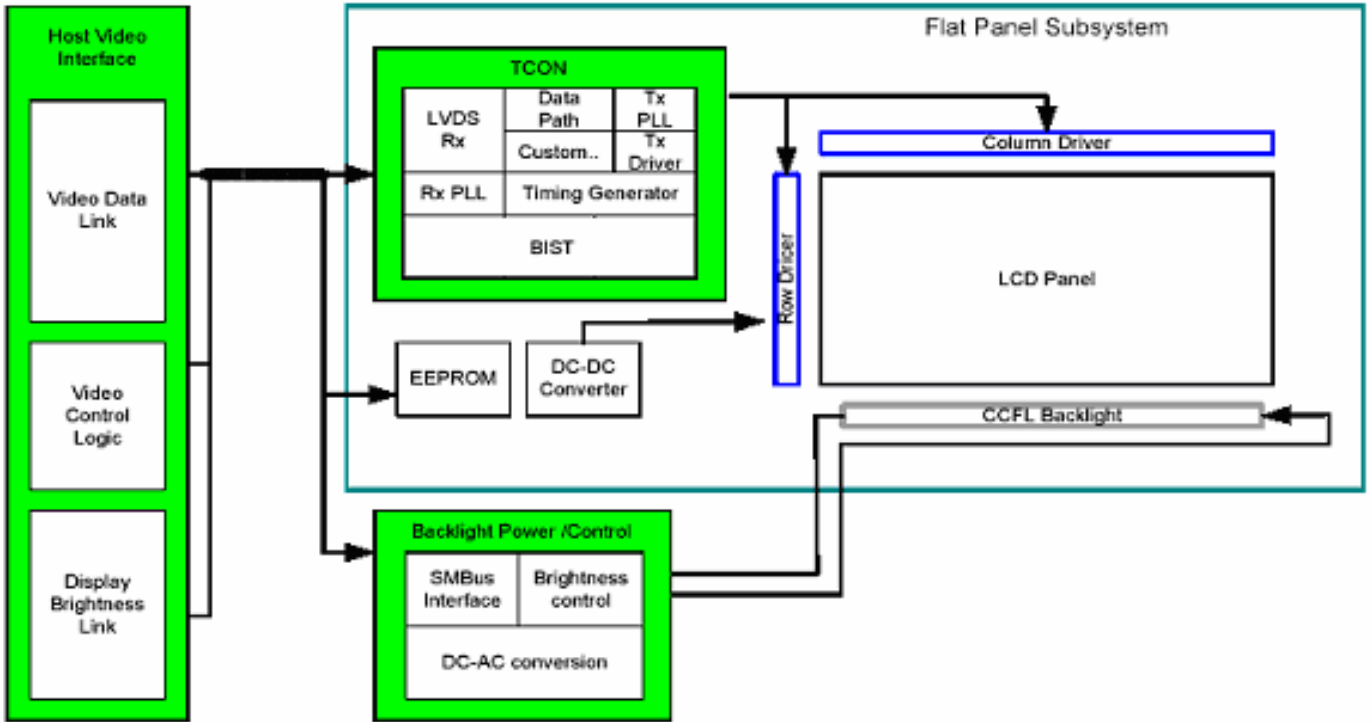 Host Video
Interface
Video Data
Link
Video
Control
Logic
Display
Brightness
Link
Flat Panel Subsystem
TCON
LVDS
Rx
Data
Path
Tx
PLL
Custom..
Tx
Driver
Rx PLL
Timing Generator
BIST
EEPROM
DC-DC
Converter
Column Driver
Row Dricer
LCD Panel
CCFL Backlight
Backlight Power /Control
SMBus
Interface
Brightness
control
DC-AC conversion